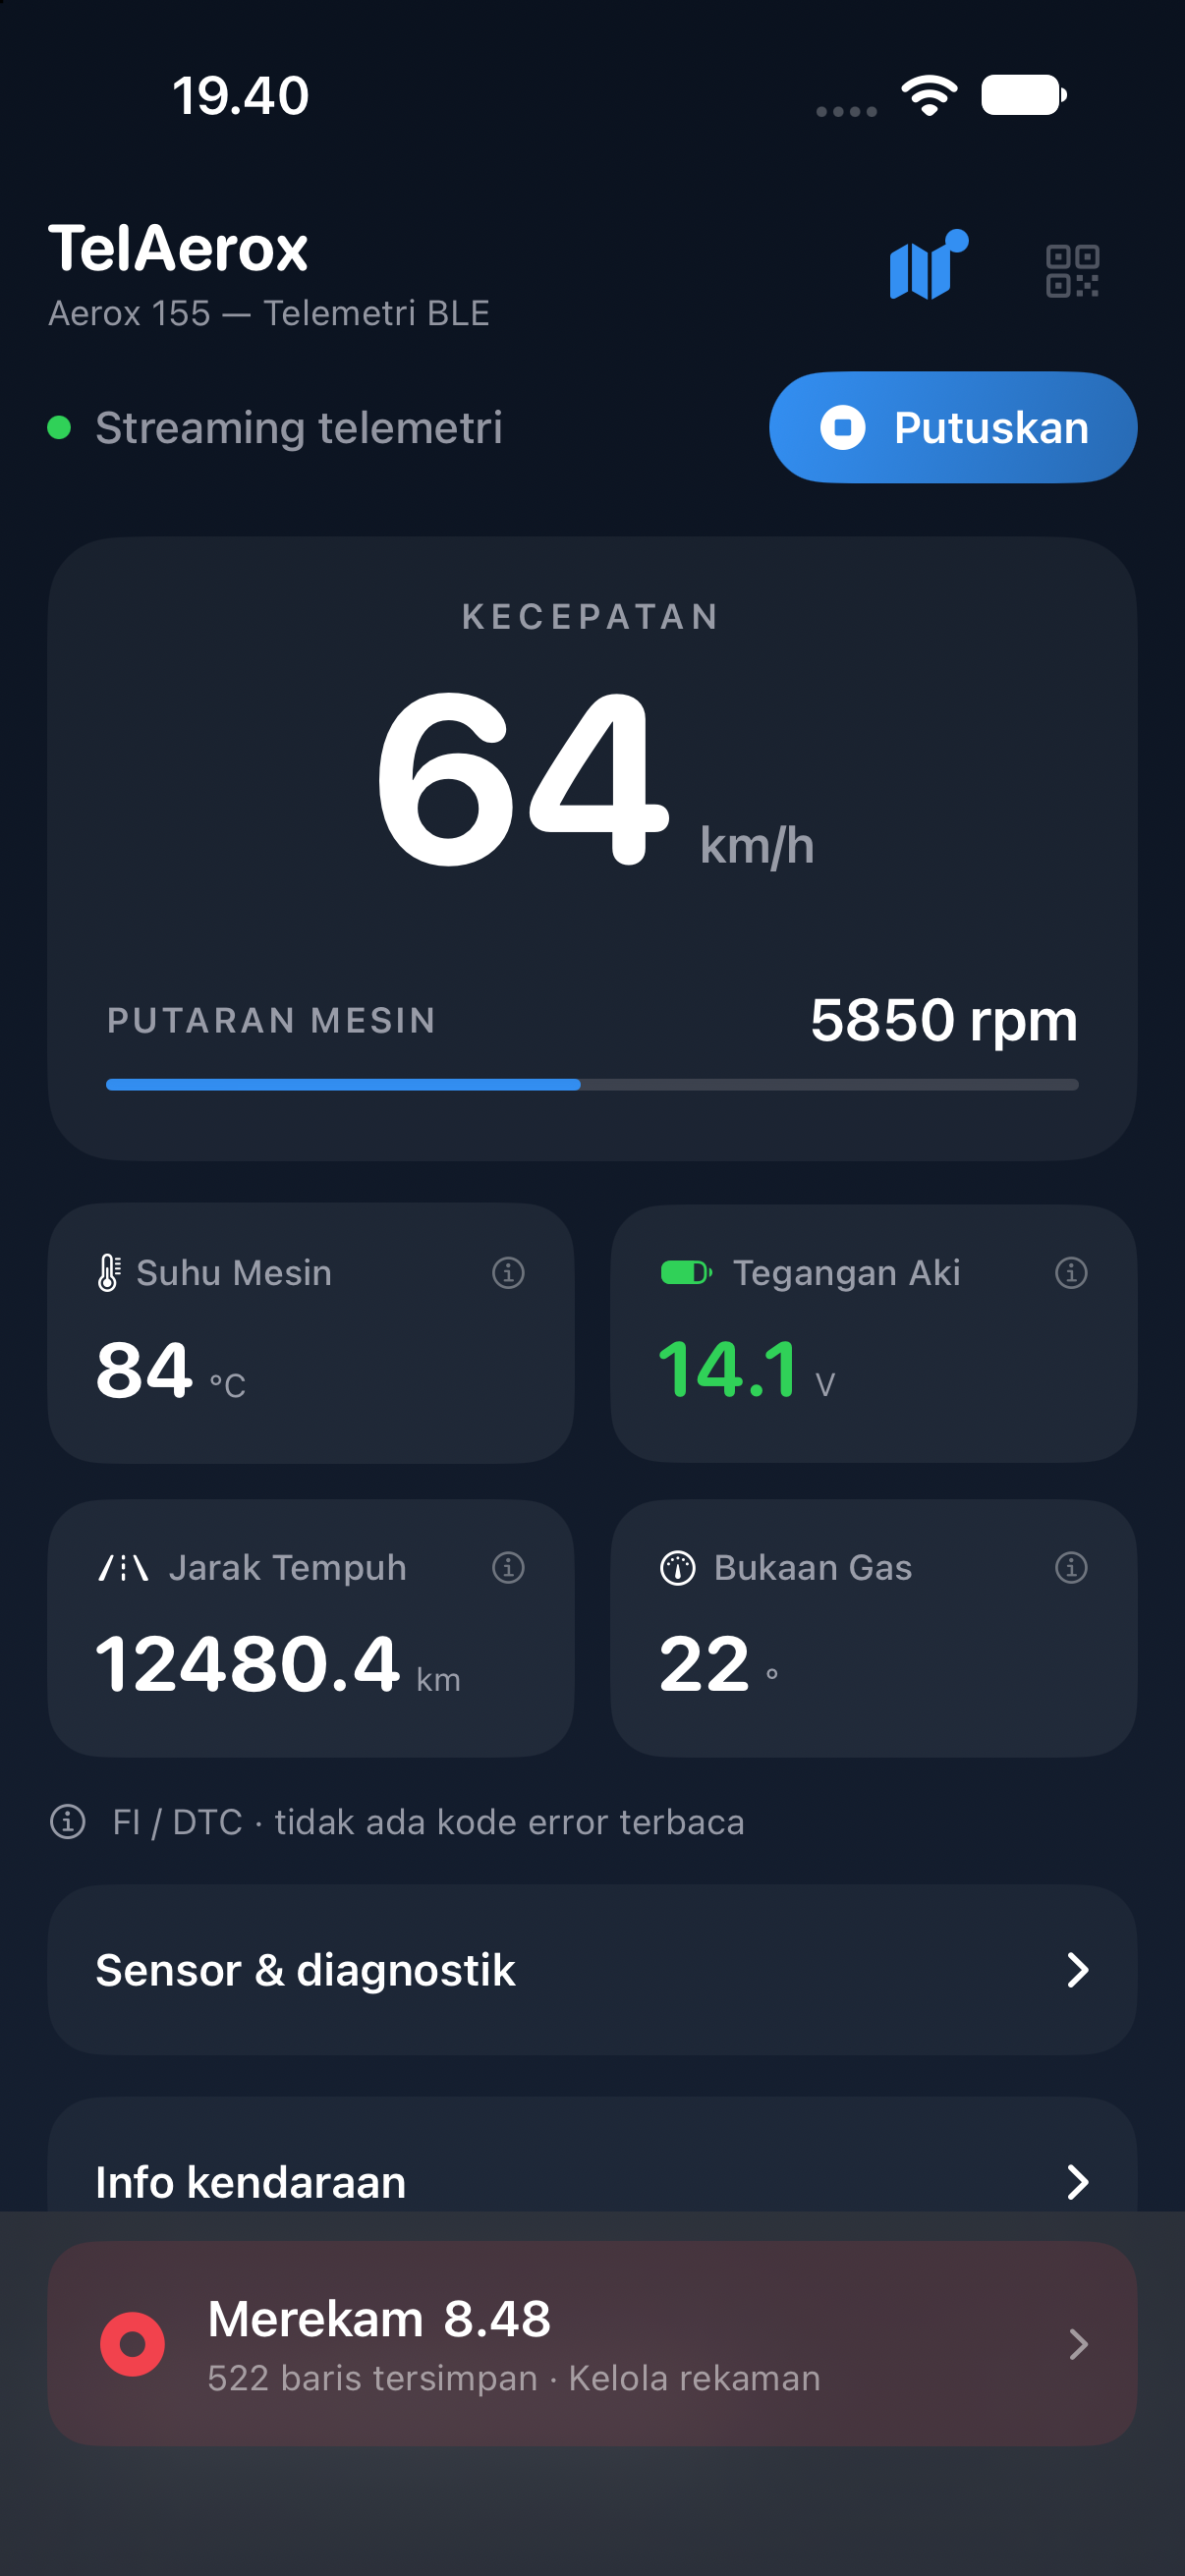 19.40
TelAerox
Aerox 155 — Telemetri BLE
Streaming telemetri
Putuskan
KECEPATAN
64 km/h
PUTARAN MESIN
5850 rpm
Suhu Mesin
84 °C
Tegangan Aki
14.1 V
Jarak Tempuh
12480.4 km
Bukaan Gas
22 °
FI / DTC · tidak ada kode error terbaca
Sensor & diagnostik
Info kendaraan
Merekam 8.48
522 baris tersimpan · Kelola rekaman